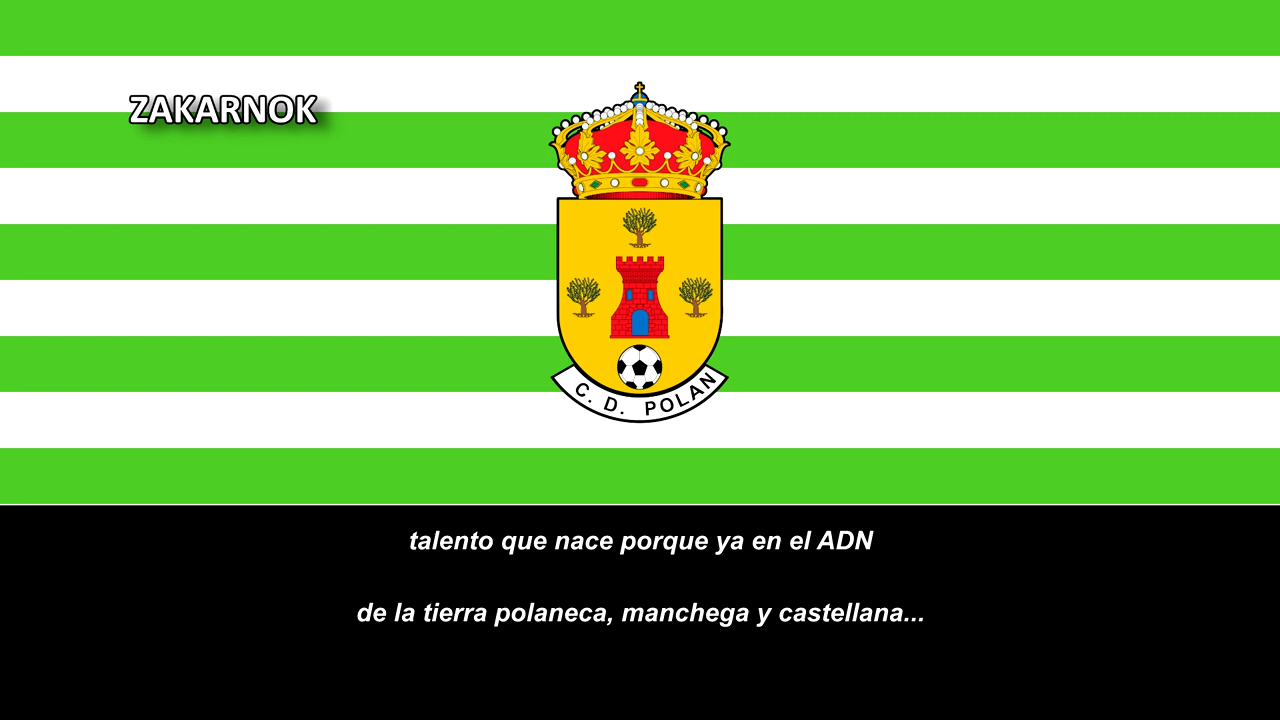 ZAKARNOK
C. D. POLAN
talento que nace porque ya en el ADN
de la tierra polaneca, manchega y castellana...